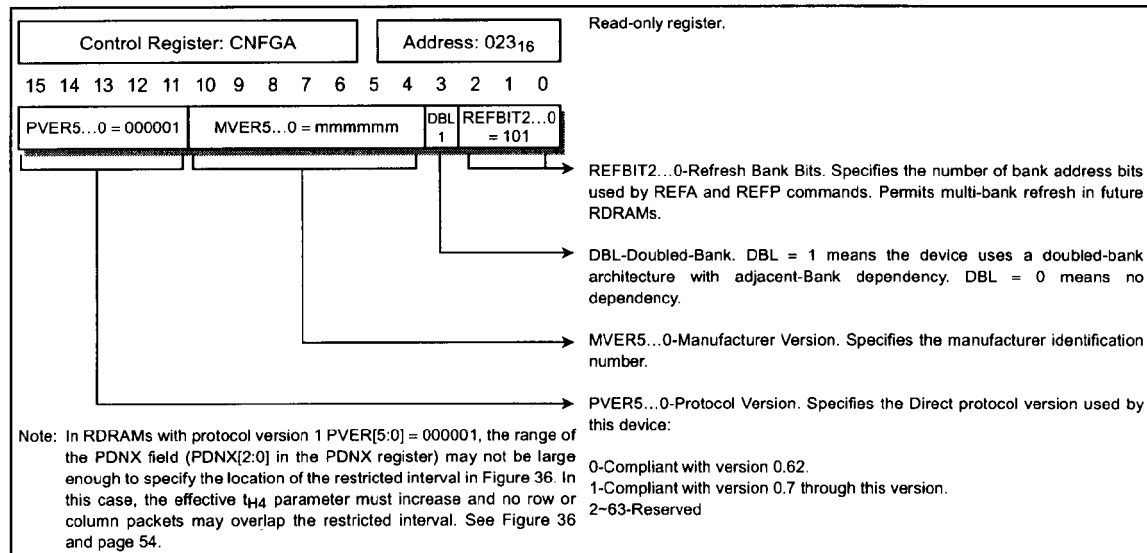 Control Register: CNFGA
Address: 023₁₆
Read-only register.
15 14 13 12 11 10 9 8 7 6 5 4 3 2 1 0
PVER5...0 = 000001
MVER5...0 = mmmmmm
DBL
1
REFBIT2...0
= 101
REFBIT2...0-Refresh Bank Bits. Specifies the number of bank address bits
used by REFA and REFP commands. Permits multi-bank refresh in future
RDRAMs.
DBL-Doubled-Bank. DBL = 1 means the device uses a doubled-bank
architecture with adjacent-Bank dependency. DBL = 0 means no
dependency.
MVER5...0-Manufacturer Version. Specifies the manufacturer identification
number.
PVER5...0-Protocol Version. Specifies the Direct protocol version used by
this device:
0-Compliant with version 0.62.
1-Compliant with version 0.7 through this version.
2~63-Reserved
Note: In RDRAMs with protocol version 1 PVER[5:0] = 000001, the range of
the PDNX field (PDNX[2:0] in the PDNX register) may not be large
enough to specify the location of the restricted interval in Figure 36. In
this case, the effective tH4 parameter must increase and no row or
column packets may overlap the restricted interval. See Figure 36
and page 54.